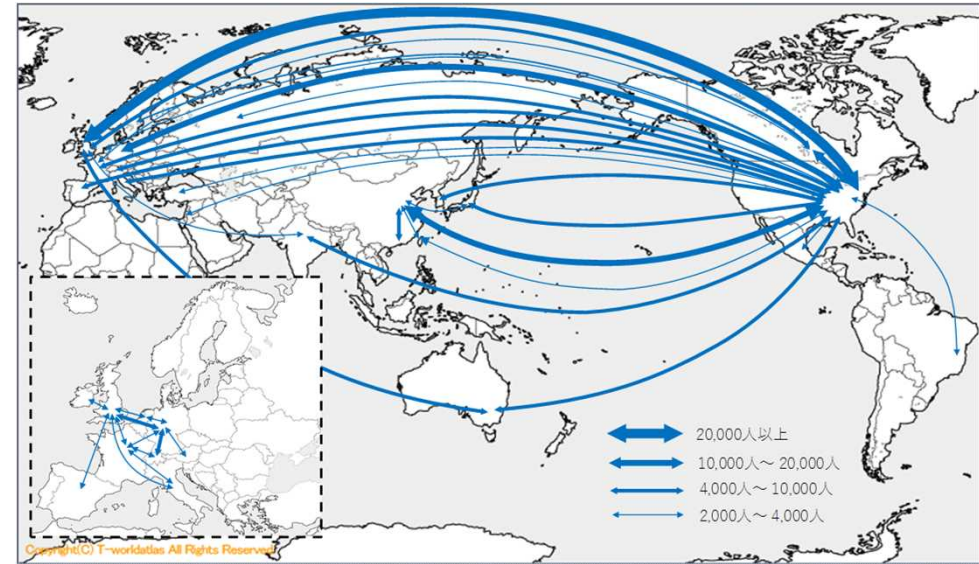 20,000人以上
10,000人～ 20,000人
4,000人～ 10,000人
2,000人～ 4,000人
Copyright(C) T-worldatlas All Rights Reserved